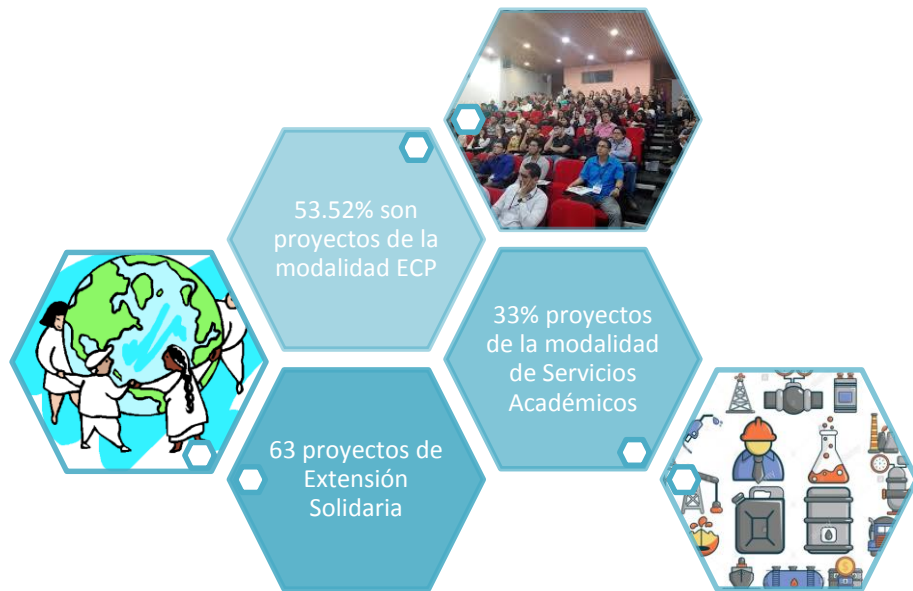 53.52% son
proyectos de la
modalidad ECP
33% proyectos
de la modalidad
de Servicios
Académicos
63 proyectos de
Extensión
Solidaria